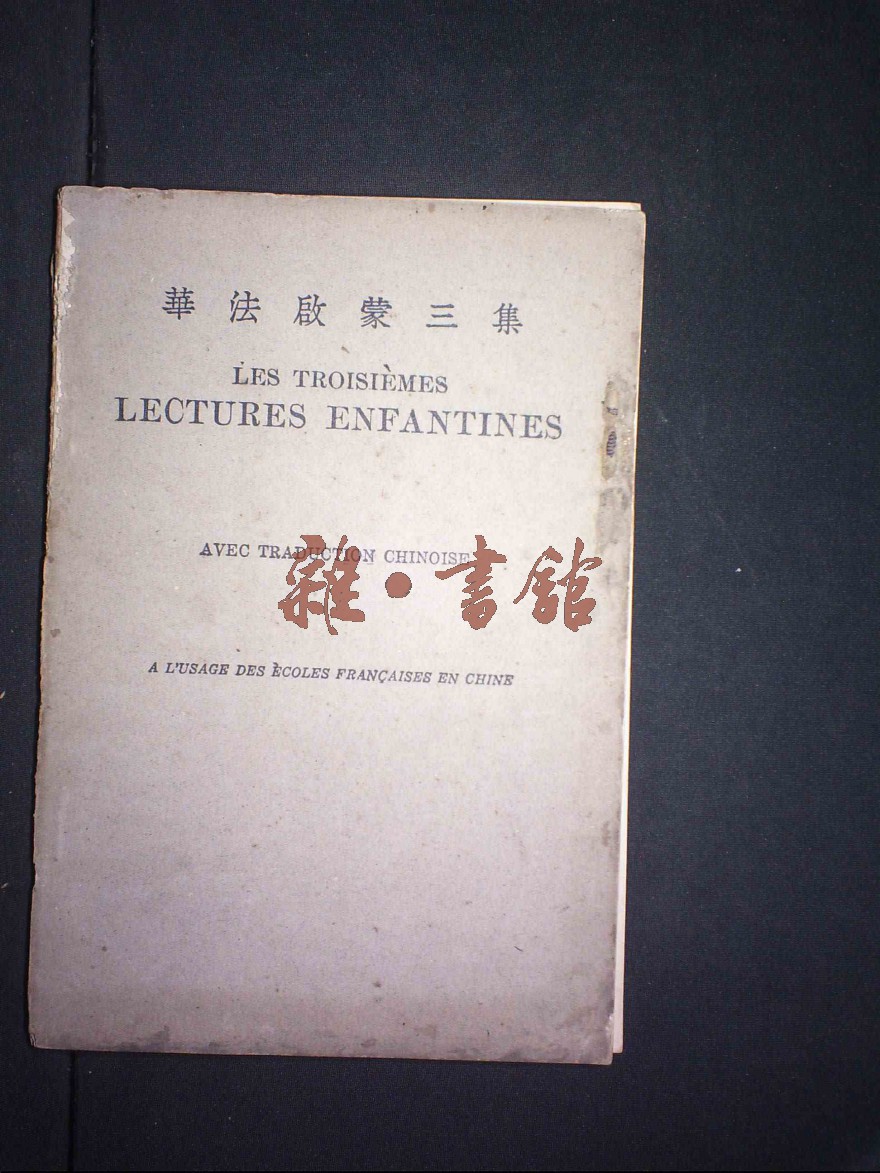 華法啟蒙三集
LES TROISIÈMES
LECTURES ENFANTINES
AVEC TRADUCTION CHINOISE
雜·書館
A L'USAGE DES ÉCOLES FRANÇAISES EN CHINE